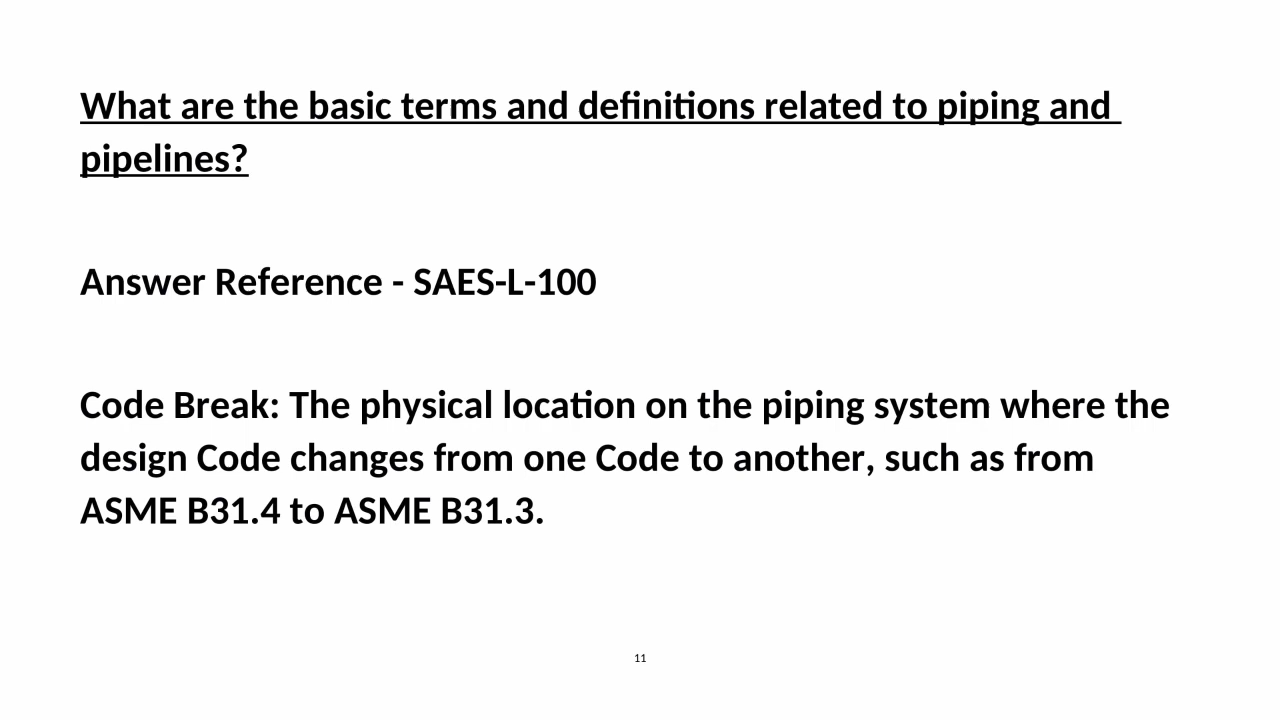 What are the basic terms and definitions related to piping and
pipelines?
Answer Reference - SAES-L-100
Code Break: The physical location on the piping system where the
design Code changes from one Code to another, such as from
ASME B31.4 to ASME B31.3.
11